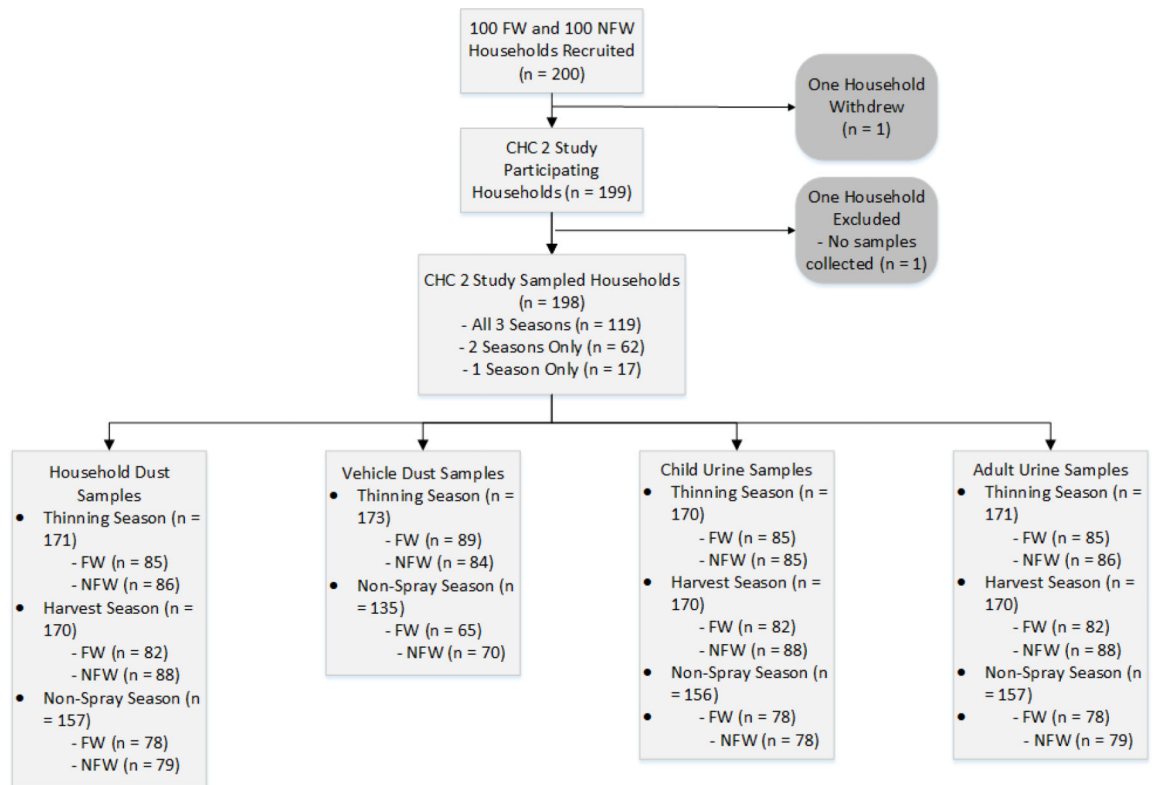 100 FW and 100 NFW
Households Recruited
(n = 200)
One Household
Withdrew
(n = 1)
CHC 2 Study
Participating
Households (n = 199)
One Household
Excluded
- No samples
collected (n = 1)
CHC 2 Study Sampled Households
(n = 198)
- All 3 Seasons (n = 119)
- 2 Seasons Only (n = 62)
- 1 Season Only (n = 17)
Household Dust
Samples
• Thinning Season (n =
171)
- FW (n = 85)
- NFW (n = 86)
• Harvest Season (n =
170)
- FW (n = 82)
- NFW (n = 88)
• Non-Spray Season (n
= 157)
- FW (n = 78)
- NFW (n = 79)
Vehicle Dust Samples
• Thinning Season (n =
173)
- FW (n = 89)
- NFW (n = 84)
• Non-Spray Season (n
= 135)
- FW (n = 65)
- NFW (n = 70)
Child Urine Samples
• Thinning Season (n =
170)
- FW (n = 85)
- NFW (n = 85)
• Harvest Season (n =
170)
- FW (n = 82)
- NFW (n = 88)
• Non-Spray Season (n
= 156)
• - FW (n = 78)
- NFW (n = 78)
Adult Urine Samples
• Thinning Season (n =
171)
- FW (n = 85)
- NFW (n = 86)
• Harvest Season (n =
170)
- FW (n = 82)
- NFW (n = 88)
• Non-Spray Season (n
= 157)
• - FW (n = 78)
- NFW (n = 79)